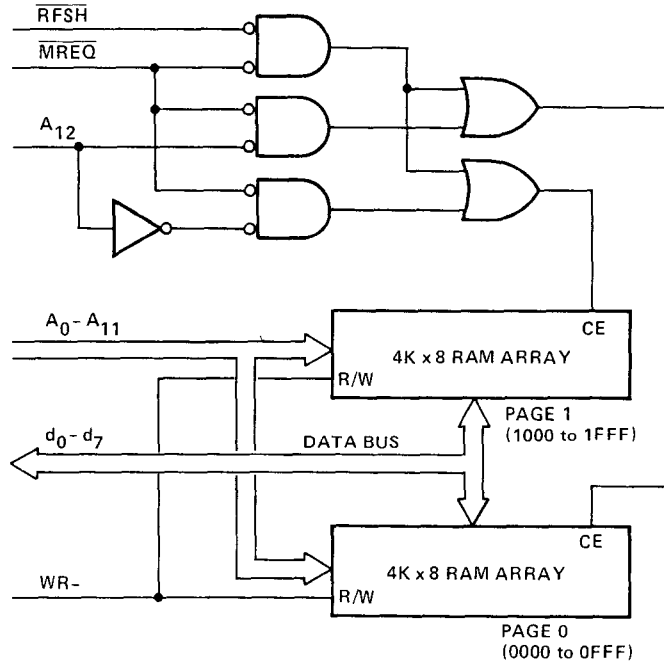 RFSH
MREQ
A12
A0-A11
CE
4K x 8 RAM ARRAY
R/W
PAGE 1
(1000 to 1FFF)
d0-d7
DATA BUS
CE
4K x 8 RAM ARRAY
WR-
R/W
PAGE 0
(0000 to 0FFF)